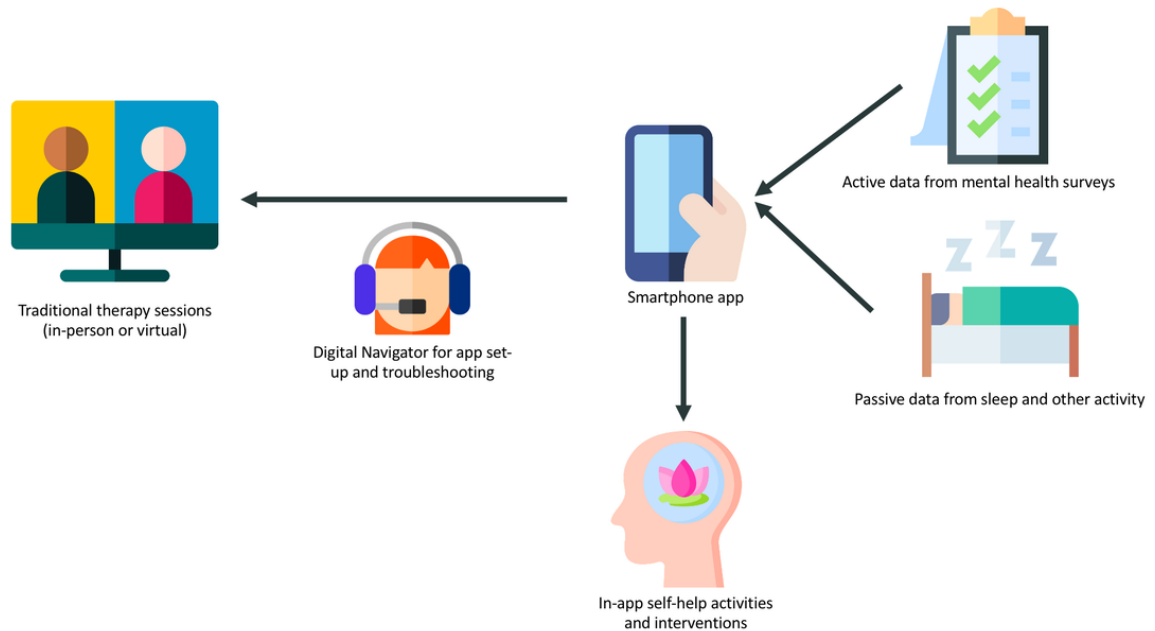 Active data from mental health surveys
Traditional therapy sessions
(in-person or virtual)
Smartphone app
Digital Navigator for app set-
up and troubleshooting
Passive data from sleep and other activity
In-app self-help activities
and interventions